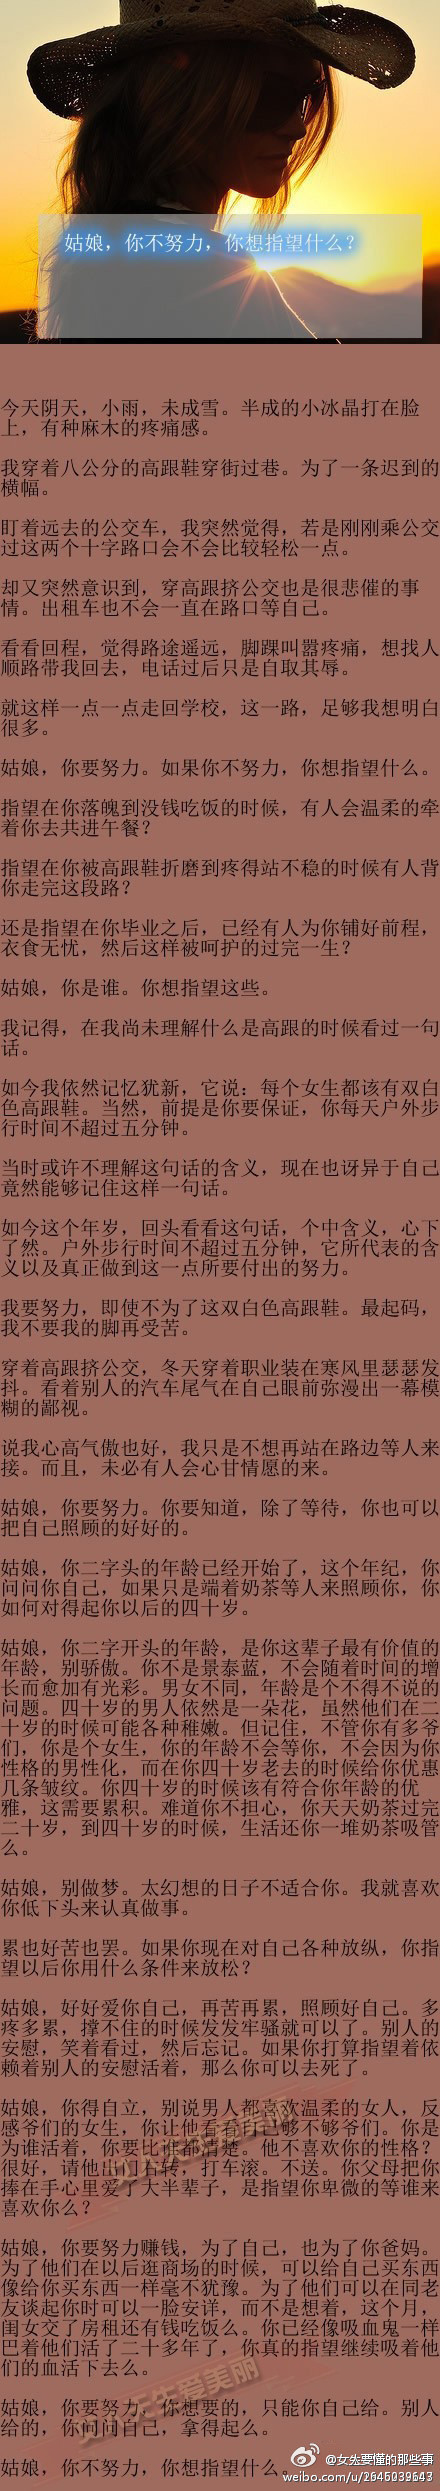 姑娘，你不努力，你想指望什么？
今天阴天，小雨，未成雪。半成的小冰晶打在脸
上，有种麻木的疼痛感。
我穿着八公分的高跟鞋穿街过巷。为了一条迟到的
横幅。
盯着远去的公交车，我突然觉得，若是刚刚乘公交
过这两个十字路口会不会比较轻松一点。
却又突然意识到，穿高跟挤公交也是很悲催的事
情。出租车也不会一直在路口等自己。
看看回程，觉得路途遥远，脚踝叫嚣疼痛，想找人
顺路带我回去，电话过后只是自取其辱。
就这样一点一点走回学校，这一路，足够我想明白
很多。
姑娘，你要努力。如果你不努力，你想指望什么。
指望在你落魄到没钱吃饭的时候，有人会温柔的牵
着你去共进午餐？
指望在你被高跟鞋折磨到疼得站不稳的时候有人背
你走完这段路？
还是指望在你毕业之后，已经有人为你铺好前程，
衣食无忧，然后这样被呵护的过完一生？
姑娘，你是谁。你想指望这些。
我记得，在我尚未理解什么是高跟的时候看过一句
话。
如今我依然记忆犹新，它说：每个女生都该有双白
色高跟鞋。当然，前提是你要保证，你每天户外步
行时间不超过五分钟。
当时或许不理解这句话的含义，现在也讶异于自己
竟然能够记住这样一句话。
如今这个年岁，回头看看这句话，个中含义，心下
了然。户外步行时间不超过五分钟，它所代表的含
义以及真正做到这一点所要付出的努力。
我要努力，即使不为了这双白色高跟鞋。最起码，
我不要我的脚再受苦。
穿着高跟挤公交，冬天穿着职业装在寒风里瑟瑟发
抖。看着别人的汽车尾气在自己眼前弥漫出一幕模
糊的鄙视。
说我心高气傲也好，我只是不想再站在路边等人来
接。而且，未必有人会心甘情愿的来。
姑娘，你要努力。你要知道，除了等待，你也可以
把自己照顾的好好的。
姑娘，你二字头的年龄已经开始了，这个年纪，你
问问你自己，如果只是端着奶茶等人来照顾你，你
如何对得起你以后的四十岁。
姑娘，你二字开头的年龄，是你这辈子最有价值的
年龄，别骄傲。你不是景泰蓝，不会随着时间的增
长而愈加有光彩。男女不同，年龄是个不得不说的
问题。四十岁的男人依然是一朵花，虽然他们在二
十岁的时候可能各种稚嫩。但记住，不管你有多爷
们，你是个女生，你的年龄不会等你，不会因为你
性格的男性化，而在你四十岁老去的时候给你优惠
几条皱纹。你四十岁的时候该有符合你年龄的优
雅，这需要累积。难道你不担心，你天天奶茶过完
二十岁，到四十岁的时候，生活还你一堆奶茶吸管
么。
姑娘，别做梦。太幻想的日子不适合你。我就喜欢
你低下头来认真做事。
累也好苦也罢。如果你现在对自己各种放纵，你指
望以后你用什么条件来放松？
姑娘，好好爱你自己，再苦再累，照顾好自己。多
疼多累，撑不住的时候发发牢骚就可以了。别人的
安慰，笑着看过，然后忘记。如果你打算指望着依
赖着别人的安慰活着，那么你可以去死了。
姑娘，你得自立，别说男人都喜欢温柔的女人，反
感爷们的女生，你让他看看自己够不够爷们。你是
为谁活着，你要比谁都清楚。他不喜欢你的性格？
很好，请他出门右转，打车滚。不送。你父母把你
捧在手心里爱了大半辈子，是指望你卑微的等谁来
喜欢你么？
姑娘，你要努力赚钱，为了自己，也为了你爸妈。
为了他们在以后逛商场的时候，可以给自己买东西
像给你买东西一样毫不犹豫。为了他们可以在同老
友谈起你时可以一脸安详，而不是想着，这个月，
闺女交了房租还有钱吃饭么。你已经像吸血鬼一样
巴着他们活了二十多年了，你真的指望继续吸着他
们的血活下去么。
姑娘，你要努力，你想要的，只能你自己给。别人
给的，你问问自己，拿得起么。
姑娘，你不努力，你想指望什么。
@女人要懂的那些事
weibo.com/u/2645039643